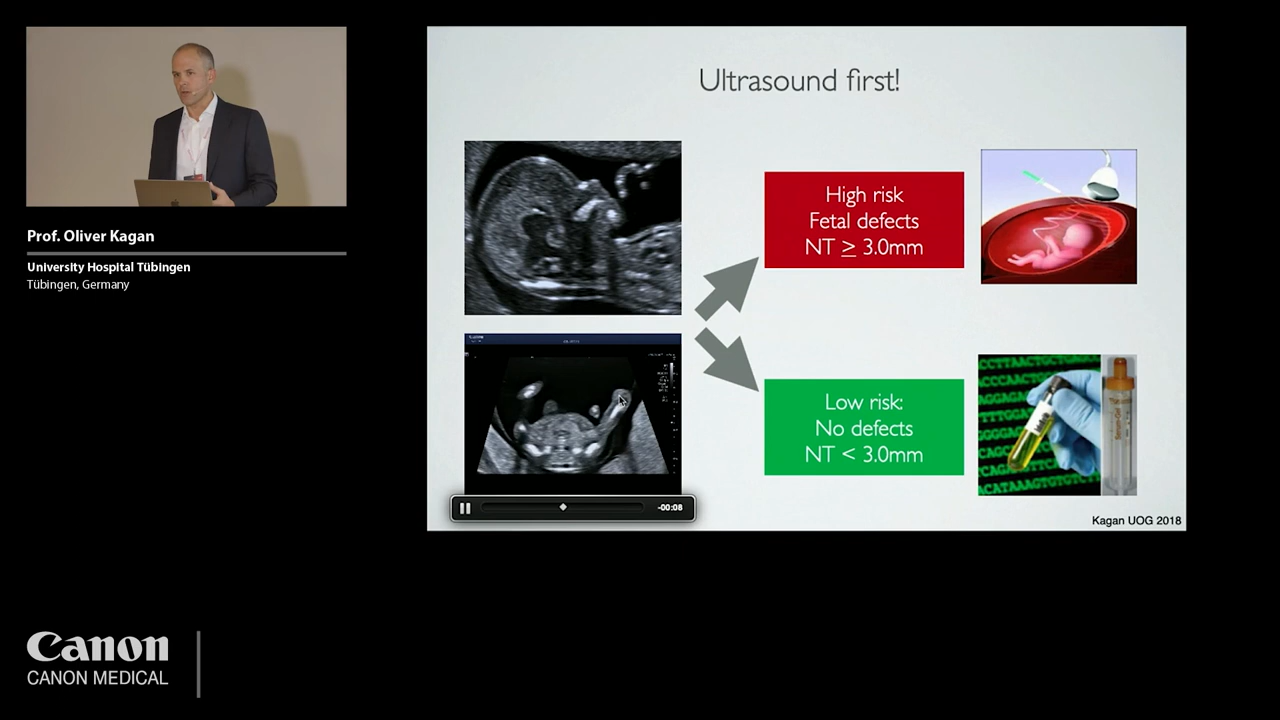 Prof. Oliver Kagan
University Hospital Tübingen
Tübingen, Germany
Ultrasound first!
High risk
Fetal defects
NT ≥ 3.0mm
Low risk:
No defects
NT < 3.0mm
-00:08
Kagan UOG 2018
Canon
CANON MEDICAL